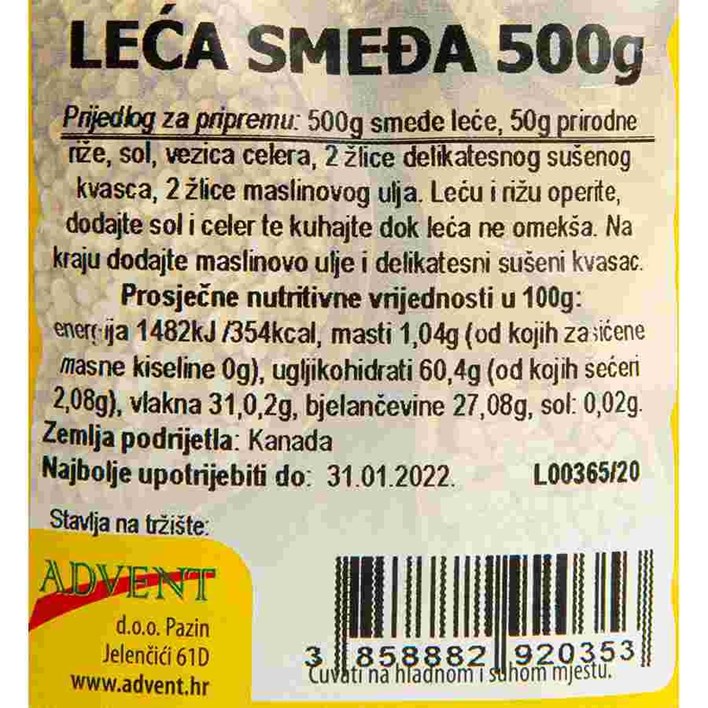 LEĆA SMEĐA 500g
Prijedlog za pripremu: 500g smeđe leće, 50g prirodne
riže, sol, vezica celera, 2 žlice delikatesnog sušenog
kvasca, 2 žlice maslinovog ulja. Leću i rižu operite,
dodajte sol i celer te kuhajte dok leća ne omekša. Na
kraju dodajte maslinovo ulje i delikatesni sušeni kvasac.
Prosječne nutritivne vrijednosti u 100g:
energija 1482kJ /354kcal, masti 1,04g (od kojih zasićene
masne kiseline 0g), ugljikohidrati 60,4g (od kojih šećeri
2,08g), vlakna 31,0,2g, bjelančevine 27,08g, sol: 0,02g.
Zemlja podrijetla: Kanada
Najbolje upotrijebiti do: 31.01.2022. L00365/20
Stavlja na tržište:
ADVENT
d.o.o. Pazin
Jelenčići 61D
www.advent.hr
3 858882 920353
Čuvati na hladnom i suhom mjestu.